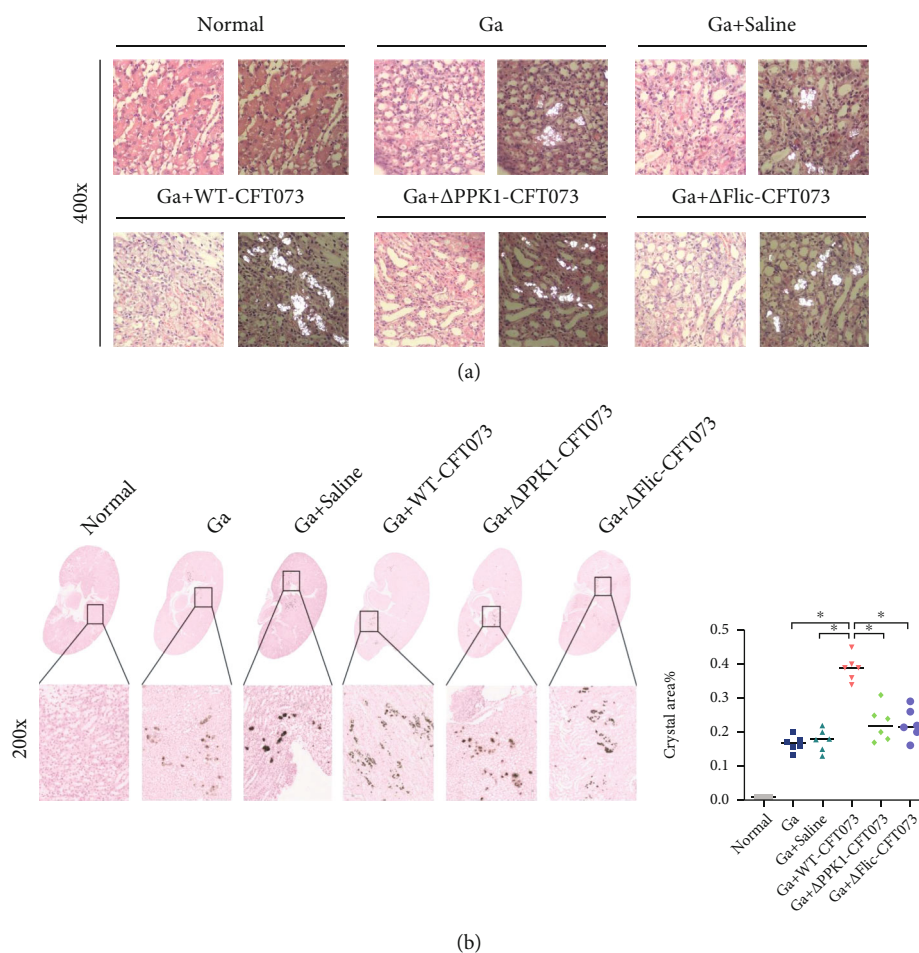 Normal Ga Ga+Saline
400x
Ga+WT-CFT073 Ga+ΔPPK1-CFT073 Ga+ΔFlic-CFT073
(a)
Normal Ga Ga+Saline Ga+WT-CFT073 Ga+ΔPPK1-CFT073 Ga+ΔFlic-CFT073
200x
* *
* *
Crystal area%
0.5
0.4
0.3
0.2
0.1
0.0
Normal Ga Ga+Saline Ga+WT-CFT073 Ga+ΔPPK1-CFT073 Ga+ΔFlic-CFT073
(b)